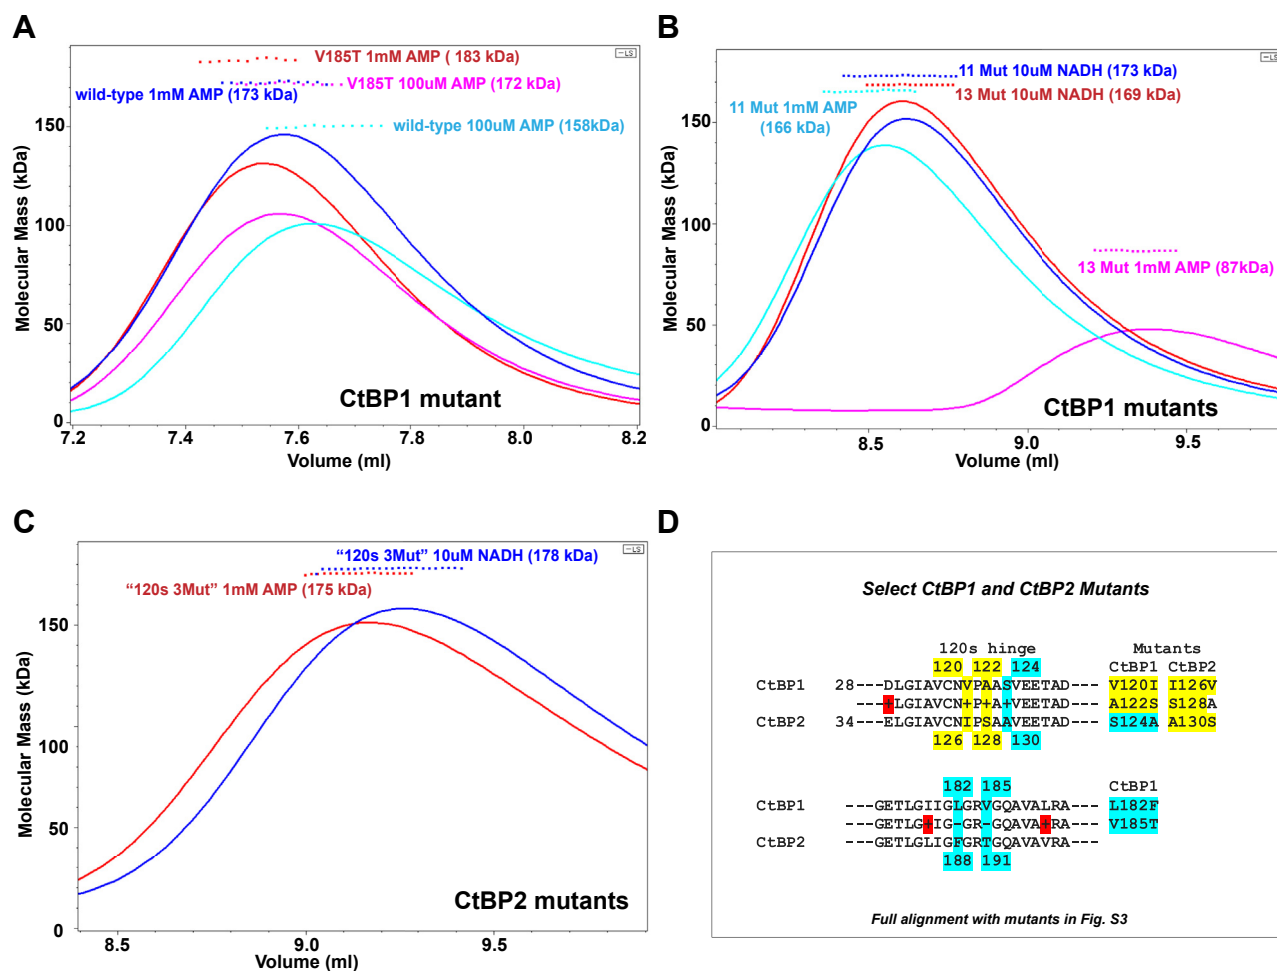 A
V185T 1mM AMP ( 183 kDa)
V185T 100uM AMP (172 kDa)
wild-type 1mM AMP (173 kDa)
wild-type 100uM AMP (158kDa)
LS
150
100
50
0
Molecular Mass (kDa)
7.2
7.4
7.6
7.8
8.0
8.2
Volume (ml)
CtBP1 mutant
B
11 Mut 10uM NADH (173 kDa)
13 Mut 10uM NADH (169 kDa)
11 Mut 1mM AMP
(166 kDa)
13 Mut 1mM AMP (87kDa)
LS
150
100
50
0
Molecular Mass (kDa)
8.5
9.0
9.5
Volume (ml)
CtBP1 mutants
C
“120s 3Mut” 10uM NADH (178 kDa)
“120s 3Mut” 1mM AMP (175 kDa)
LS
150
100
50
0
Molecular Mass (kDa)
8.5
9.0
9.5
Volume (ml)
CtBP2 mutants
D
Select CtBP1 and CtBP2 Mutants
120s hinge Mutants
120 122 124 CtBP1 CtBP2
CtBP1 28 ---DLGIAVCNVPAASVEETAD--- V120I I126V
---+LGIAVCN+P+A+VEETAD--- A122S S128A
CtBP2 34 ---ELGIAVCNIPSAAVEETAD--- S124A A130S
126 128 130
182 185 CtBP1
CtBP1 ---GETLGIIGLGRVGQAVALRA--- L182F
---GETLG+IG-GR-GQAVA+RA--- V185T
CtBP2 ---GETLGLIGFGRTGQAVAVRA---
188 191
Full alignment with mutants in Fig. S3